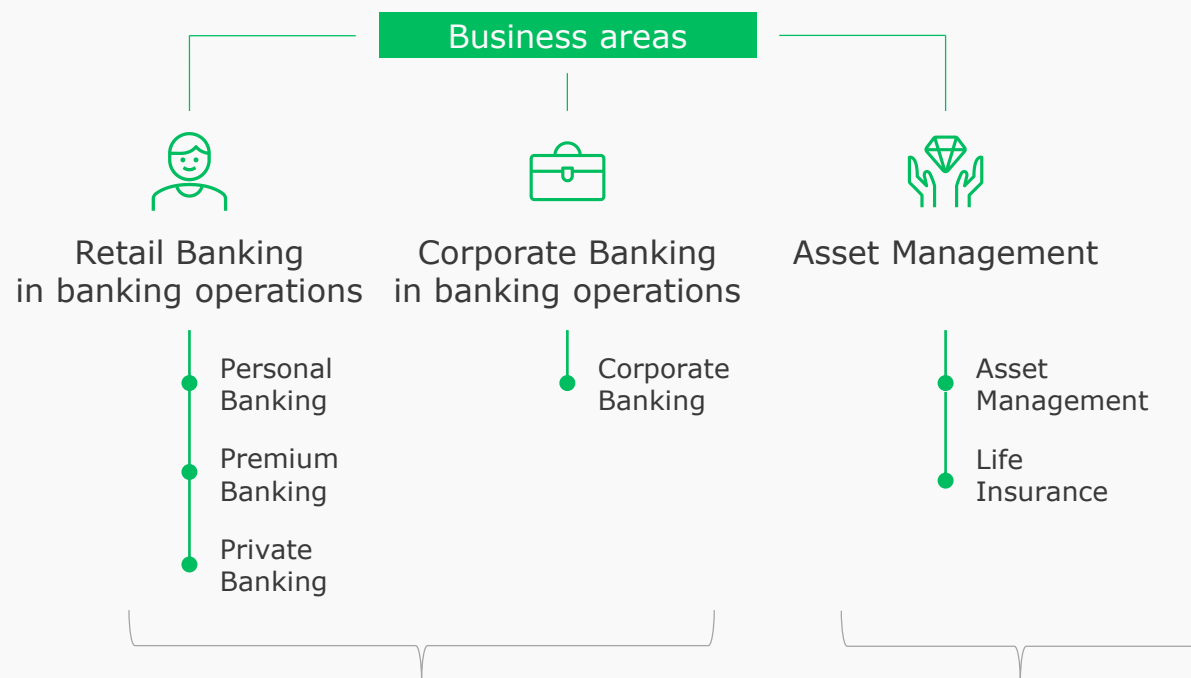 Business areas
Retail Banking
in banking operations
Personal
Banking
Premium
Banking
Private
Banking
Corporate Banking
in banking operations
Corporate
Banking
Asset Management
Asset
Management
Life
Insurance